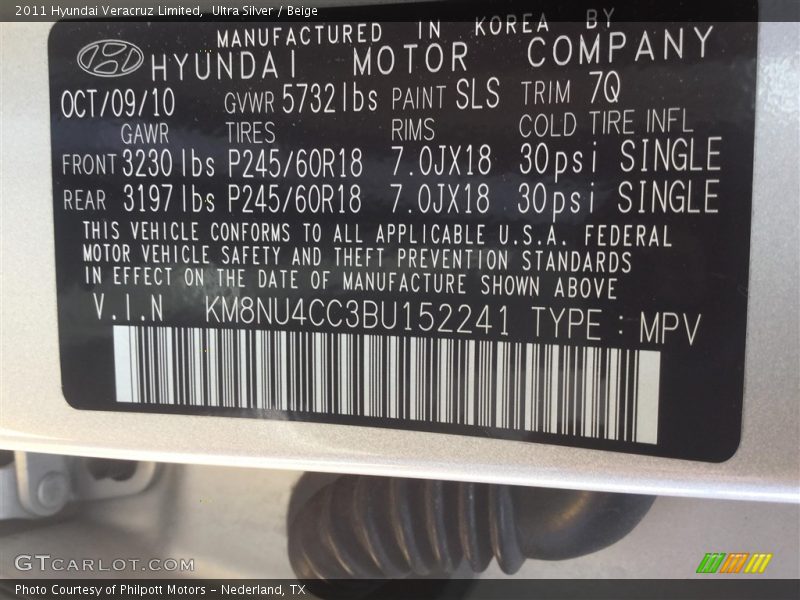 2011 Hyundai Veracruz Limited, Ultra Silver / Beige
MANUFACTURED IN KOREA BY
HYUNDAI MOTOR COMPANY
OCT/09/10 GVWR 5732lbs PAINT SLS TRIM 7Q
GAWR TIRES RIMS COLD TIRE INFL
FRONT 3230lbs P245/60R18 7.0JX18 30psi SINGLE
REAR 3197lbs P245/60R18 7.0JX18 30psi SINGLE
THIS VEHICLE CONFORMS TO ALL APPLICABLE U.S.A. FEDERAL
MOTOR VEHICLE SAFETY AND THEFT PREVENTION STANDARDS
IN EFFECT ON THE DATE OF MANUFACTURE SHOWN ABOVE
V.I.N KM8NU4CC3BU152241 TYPE : MPV
GTCARLOT.COM
Photo Courtesy of Philpott Motors - Nederland, TX